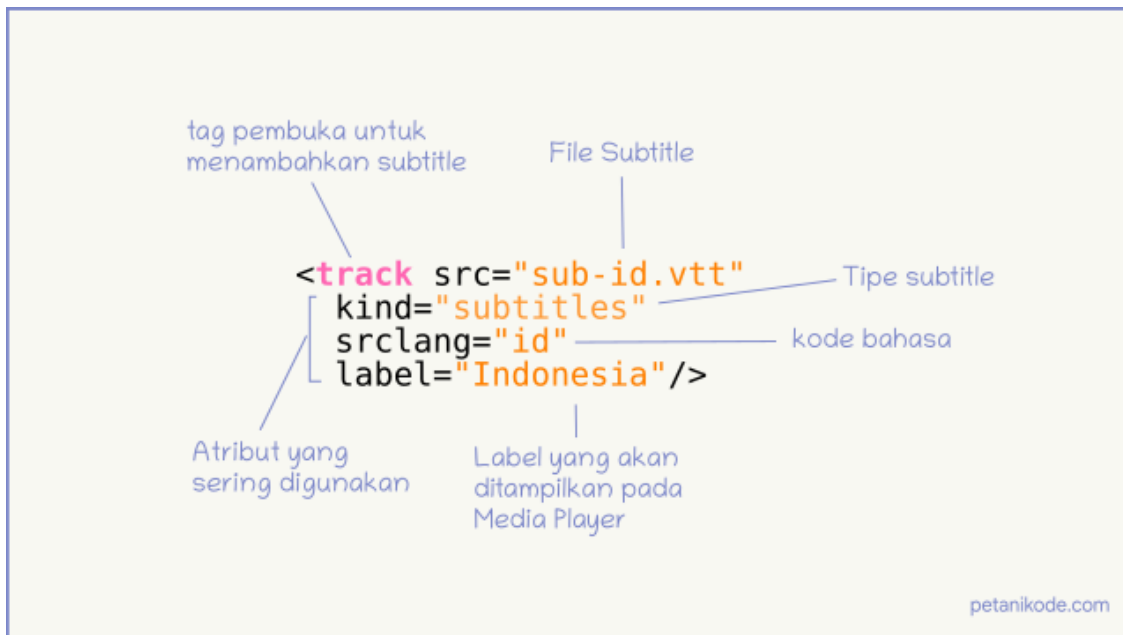 tag pembuka untuk
menambahkan subtitle
File Subtitle
<track src="sub-id.vtt"
kind="subtitles"
srclang="id"
label="Indonesia"/>
Tipe subtitle
kode bahasa
Atribut yang
sering digunakan
Label yang akan
ditampilkan pada
Media Player
petanikode.com